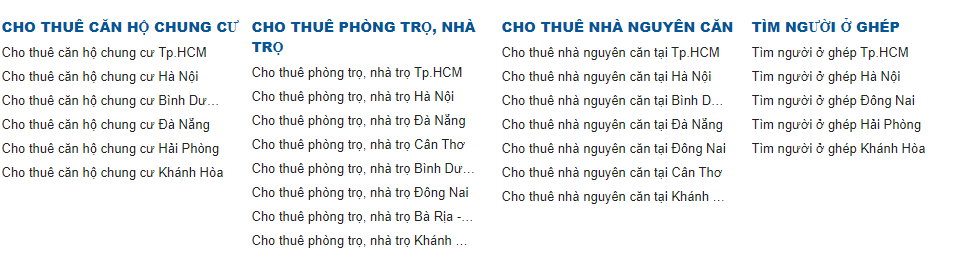 CHO THUÊ CĂN HỘ CHUNG CƯ
Cho thuê căn hộ chung cư Tp.HCM
Cho thuê căn hộ chung cư Hà Nội
Cho thuê căn hộ chung cư Bình Dư...
Cho thuê căn hộ chung cư Đà Nẵng
Cho thuê căn hộ chung cư Hải Phòng
Cho thuê căn hộ chung cư Khánh Hòa
CHO THUÊ PHÒNG TRỌ, NHÀ
TRỌ
Cho thuê phòng trọ, nhà trọ Tp.HCM
Cho thuê phòng trọ, nhà trọ Hà Nội
Cho thuê phòng trọ, nhà trọ Đà Nẵng
Cho thuê phòng trọ, nhà trọ Cần Thơ
Cho thuê phòng trọ, nhà trọ Bình Dư...
Cho thuê phòng trọ, nhà trọ Đồng Nai
Cho thuê phòng trọ, nhà trọ Bà Rịa -...
Cho thuê phòng trọ, nhà trọ Khánh ...
CHO THUÊ NHÀ NGUYÊN CĂN
Cho thuê nhà nguyên căn tại Tp.HCM
Cho thuê nhà nguyên căn tại Hà Nội
Cho thuê nhà nguyên căn tại Bình D...
Cho thuê nhà nguyên căn tại Đà Nẵng
Cho thuê nhà nguyên căn tại Đồng Nai
Cho thuê nhà nguyên căn tại Cần Thơ
Cho thuê nhà nguyên căn tại Khánh ...
TÌM NGƯỜI Ở GHÉP
Tìm người ở ghép Tp.HCM
Tìm người ở ghép Hà Nội
Tìm người ở ghép Đồng Nai
Tìm người ở ghép Hải Phòng
Tìm người ở ghép Khánh Hòa